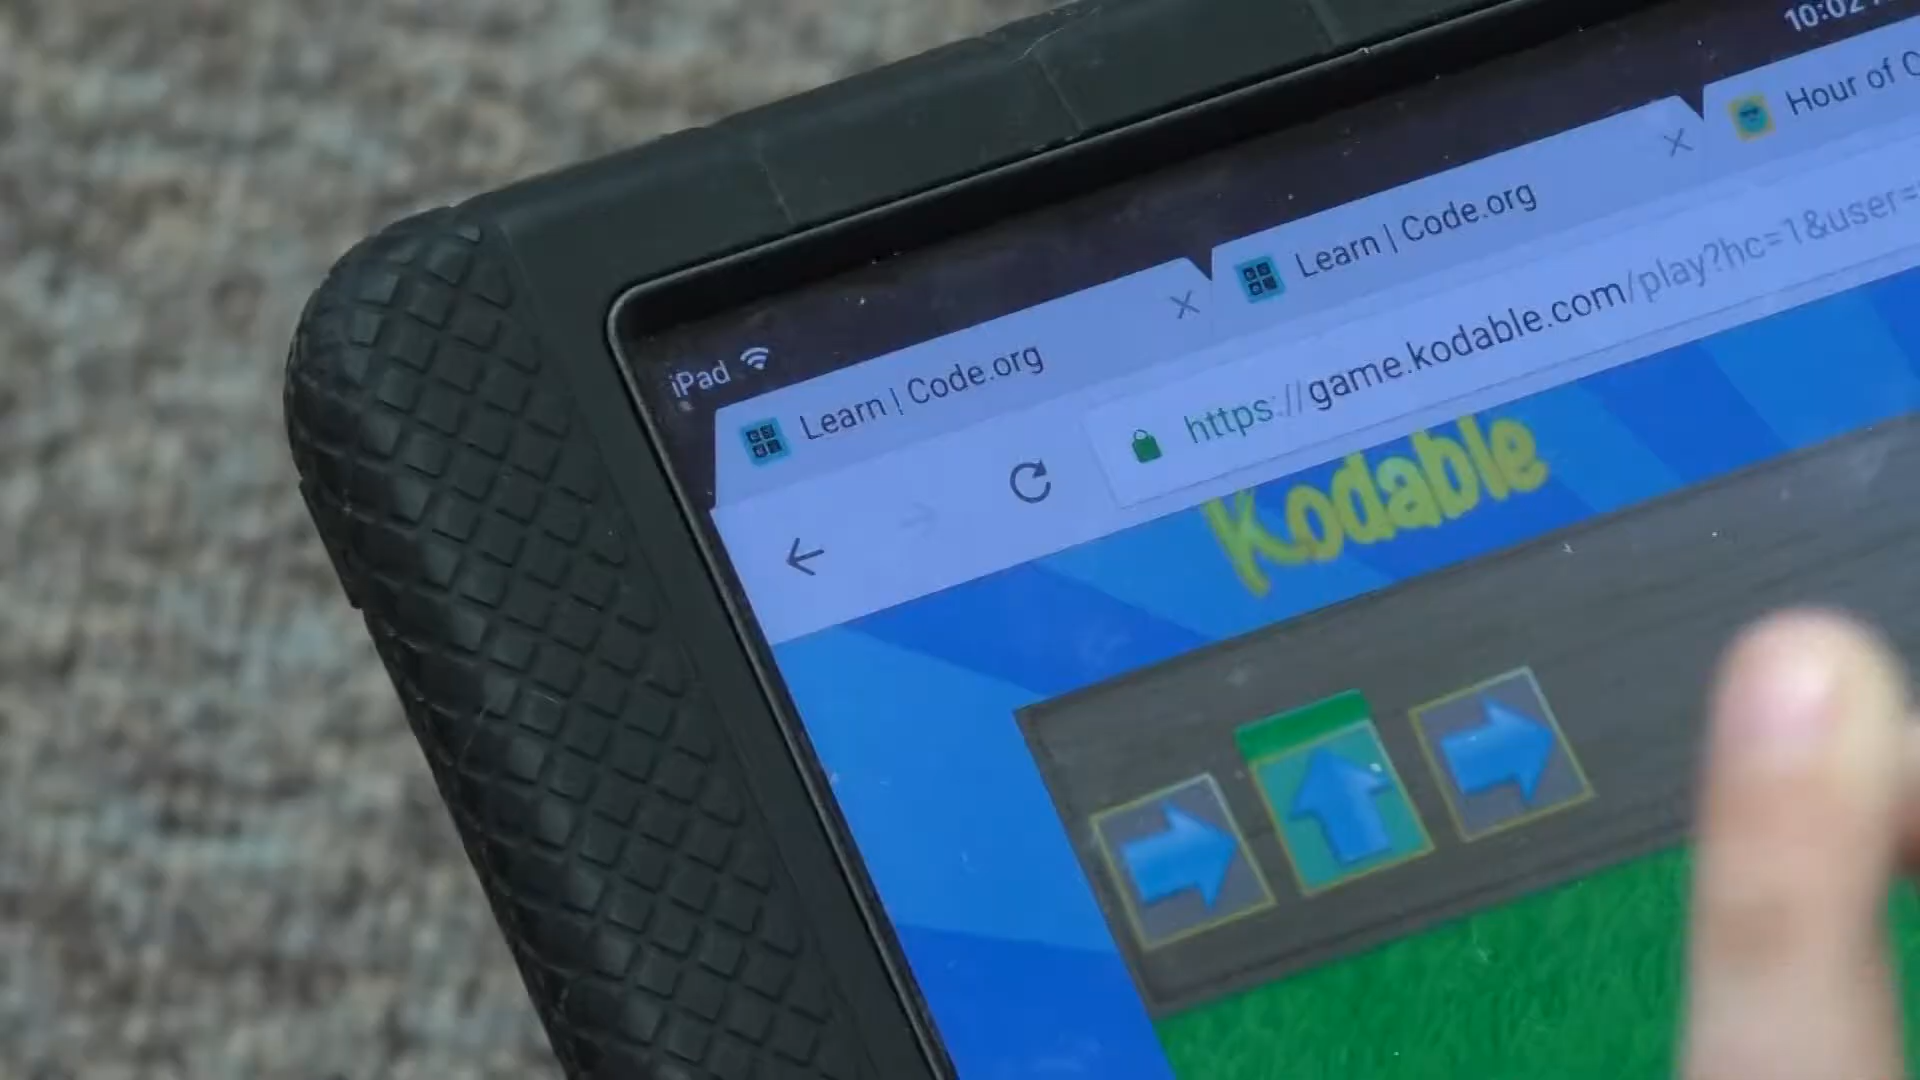 10:02
iPad
Learn | Code.org
Learn | Code.org
Hour of C
https://game.kodable.com/play?hc=1&user=
Kodable